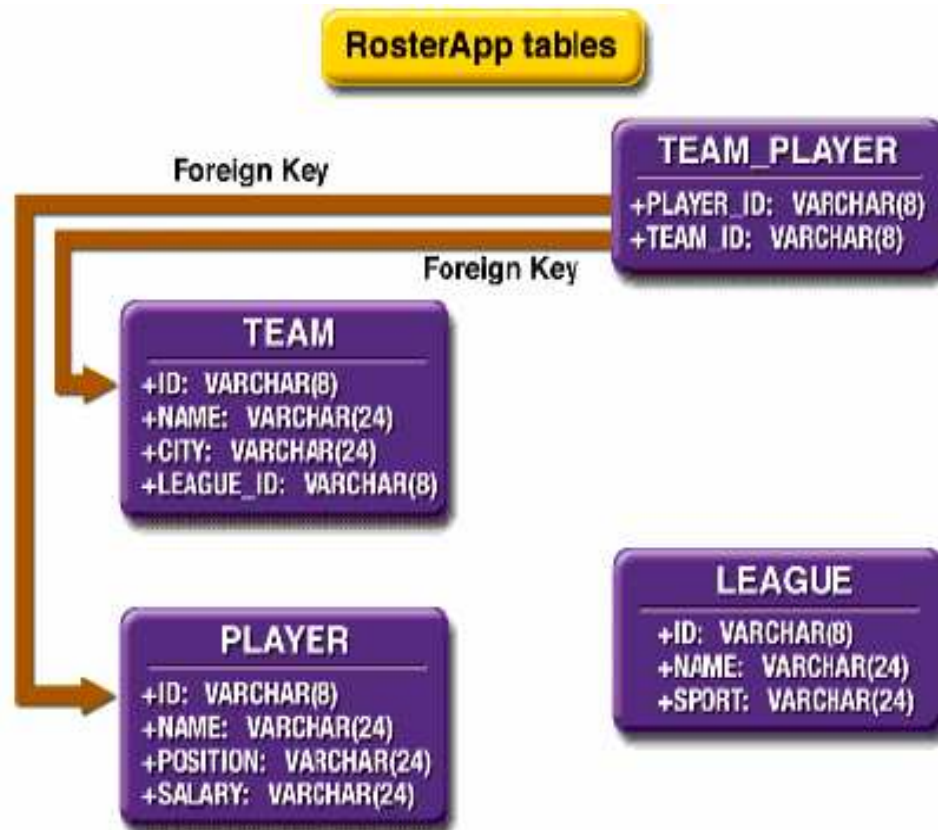 RosterApp tables
Foreign Key
TEAM_PLAYER
+PLAYER_ID: VARCHAR(8)
+TEAM_ID: VARCHAR(8)
Foreign Key
TEAM
+ID: VARCHAR(8)
+NAME: VARCHAR(24)
+CITY: VARCHAR(24)
+LEAGUE_ID: VARCHAR(8)
PLAYER
+ID: VARCHAR(8)
+NAME: VARCHAR(24)
+POSITION: VARCHAR(24)
+SALARY: VARCHAR(24)
LEAGUE
+ID: VARCHAR(8)
+NAME: VARCHAR(24)
+SPORT: VARCHAR(24)